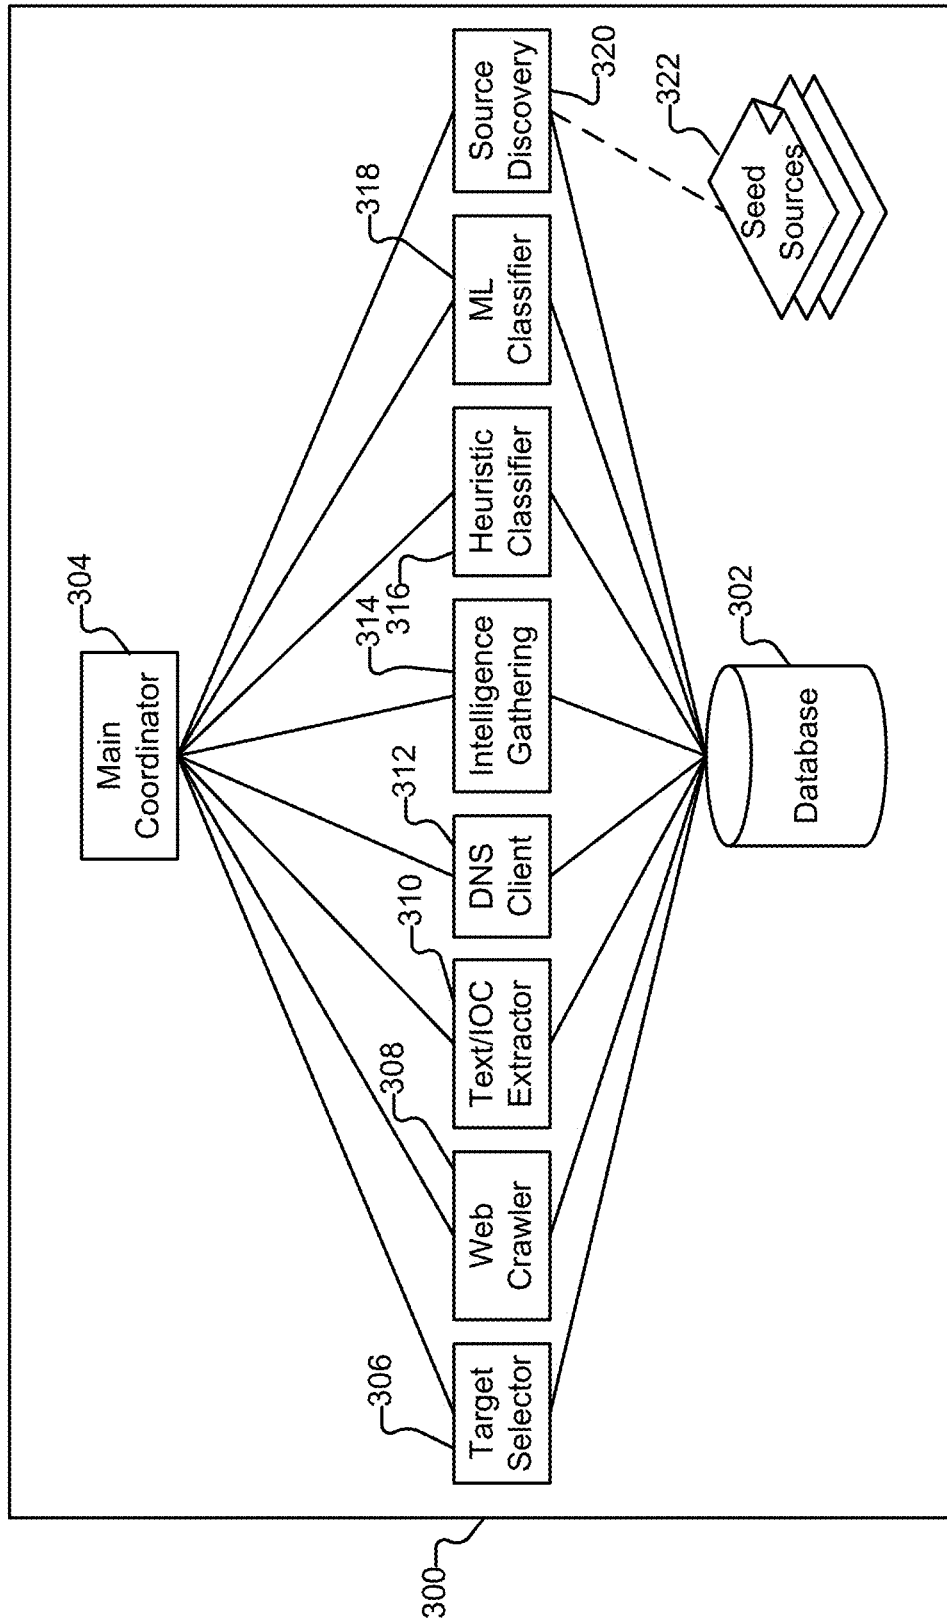 300
304
Main
Coordinator
306
Target
Selector
308
Web
Crawler
310
Text/IOC
Extractor
312
DNS
Client
314
Intelligence
Gathering
316
Heuristic
Classifier
318
ML
Classifier
320
Source
Discovery
302
Database
322
Seed
Sources